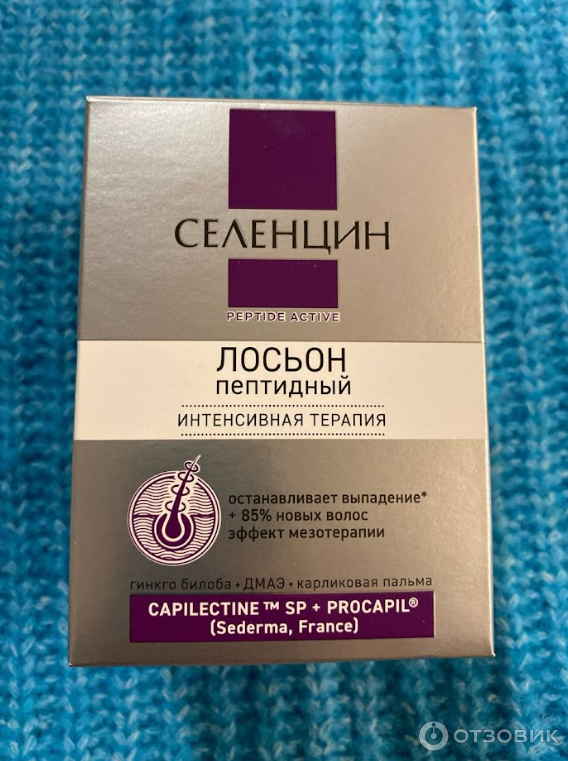 СЕЛЕНЦИН
PEPTIDE ACTIVE
ЛОСЬОН
пептидный
ИНТЕНСИВНАЯ ТЕРАПИЯ
останавливает выпадение*
+ 85% новых волос
эффект мезотерапии
гинкго билоба • ДМАЭ • карликовая пальма
CAPILECTINE™ SP + PROCAPIL®
(Sederma, France)
ОТЗОВИК